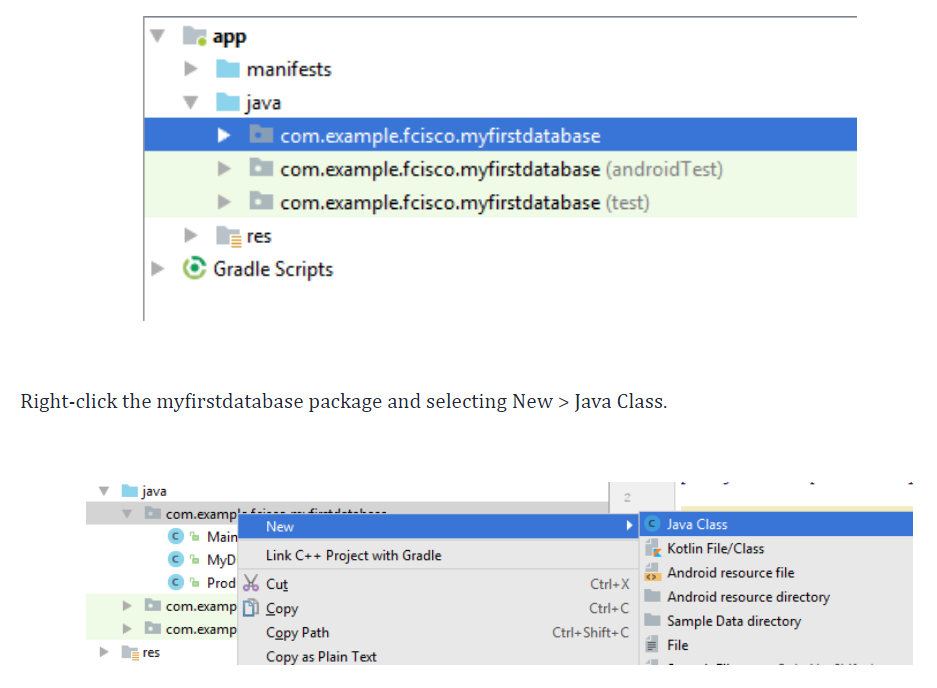 app
manifests
java
com.example.fcisco.myfirstdatabase
com.example.fcisco.myfirstdatabase (androidTest)
com.example.fcisco.myfirstdatabase (test)
res
Gradle Scripts
Right-click the myfirstdatabase package and selecting New > Java Class.
java
2
com.examp
New
Java Class
Main
Kotlin File/Class
MyD
Link C++ Project with Gradle
Android resource file
Prod
Cut Ctrl+X
Android resource directory
com.examp
Copy Ctrl+C
Sample Data directory
com.examp
Copy Path Ctrl+Shift+C
File
res
Copy as Plain Text